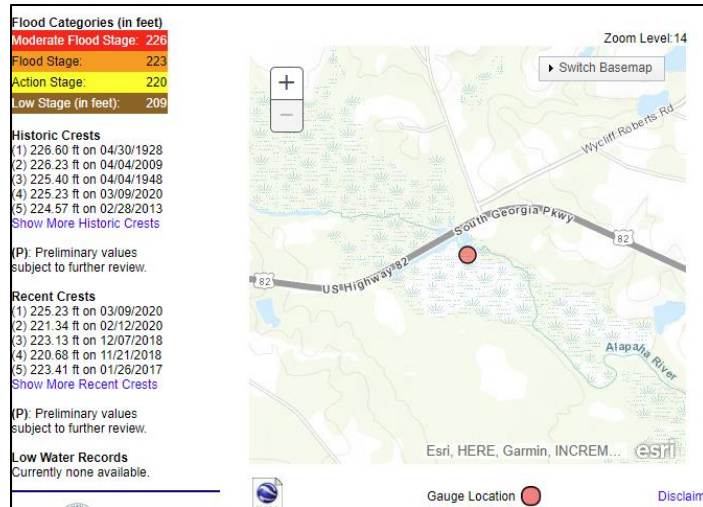 Flood Categories (in feet)
Moderate Flood Stage: 226
Flood Stage: 223
Action Stage: 220
Low Stage (in feet): 209
Historic Crests
(1) 226.60 ft on 04/30/1928
(2) 226.23 ft on 04/04/2009
(3) 225.40 ft on 04/04/1948
(4) 225.23 ft on 03/09/2020
(5) 224.57 ft on 02/28/2013
Show More Historic Crests
(P): Preliminary values
subject to further review.
Recent Crests
(1) 225.23 ft on 03/09/2020
(2) 221.34 ft on 02/12/2020
(3) 223.13 ft on 12/07/2018
(4) 220.68 ft on 11/21/2018
(5) 223.41 ft on 01/26/2017
Show More Recent Crests
(P): Preliminary values
subject to further review.
Low Water Records
Currently none available.
Zoom Level:14
+
−
Switch Basemap
Wycliff Roberts Rd
South Georgia Pkwy
82
82
US Highway 82
Alapaha River
Esri, HERE, Garmin, INCREM...
esri
Gauge Location
Disclaim